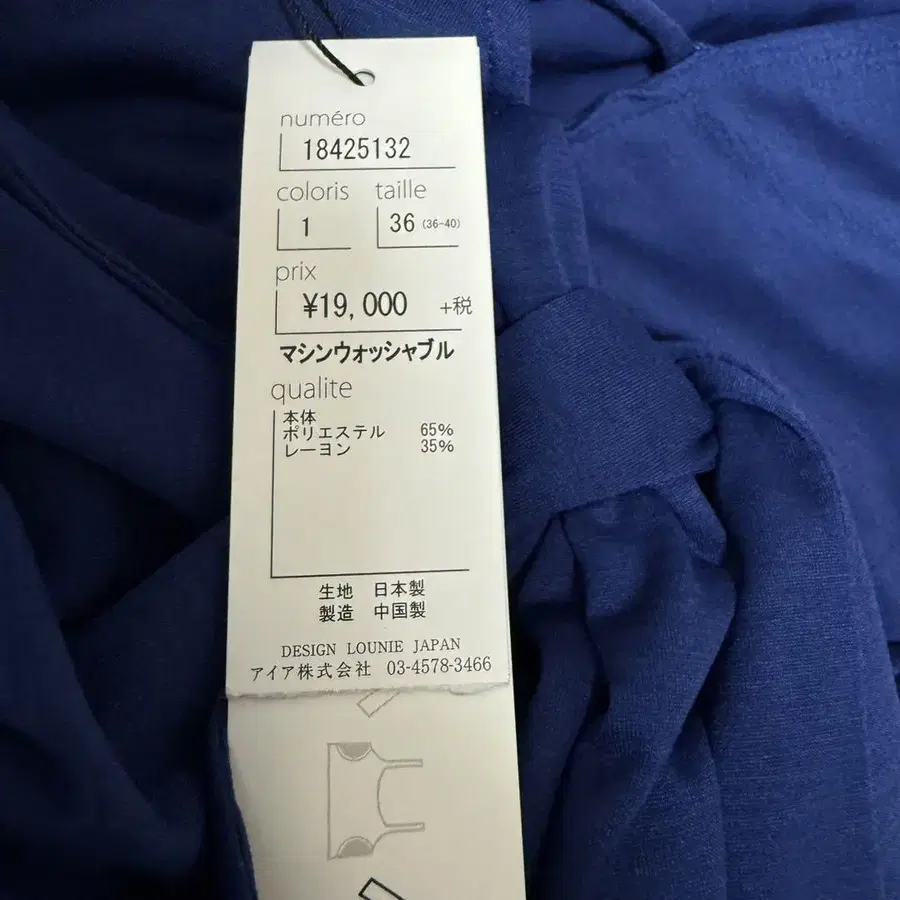 numéro
18425132
coloris taille
1 36 (36-40)
prix
¥19,000 +税
マシンウォッシャブル
qualite
本体
ポリエステル 65%
レーヨン 35%
生地 日本製
製造 中国製
DESIGN LOUNIE JAPAN
アイア株式会社 03-4578-3466